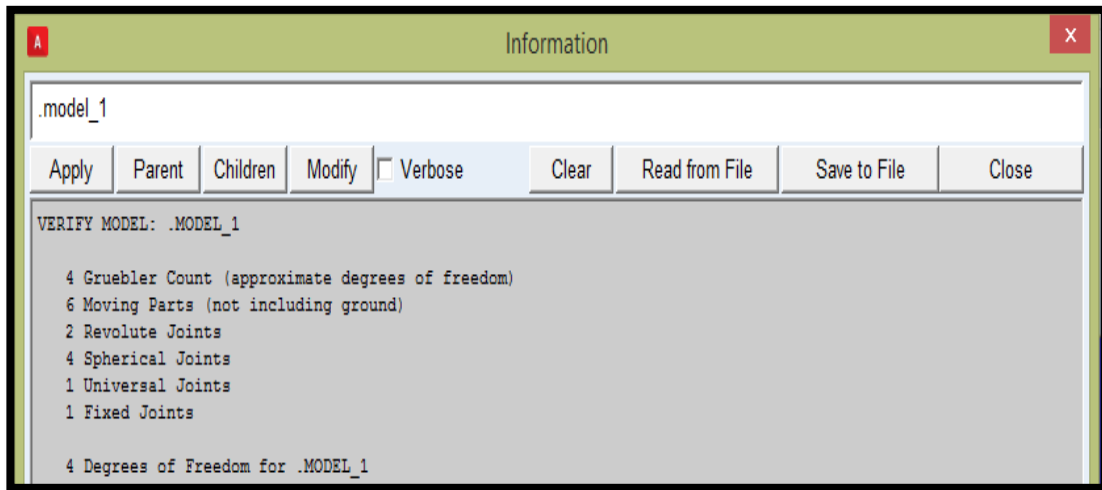 A Information x
.model_1
Apply Parent Children Modify Verbose Clear Read from File Save to File Close
VERIFY MODEL: .MODEL_1
4 Gruebler Count (approximate degrees of freedom)
6 Moving Parts (not including ground)
2 Revolute Joints
4 Spherical Joints
1 Universal Joints
1 Fixed Joints
4 Degrees of Freedom for .MODEL_1